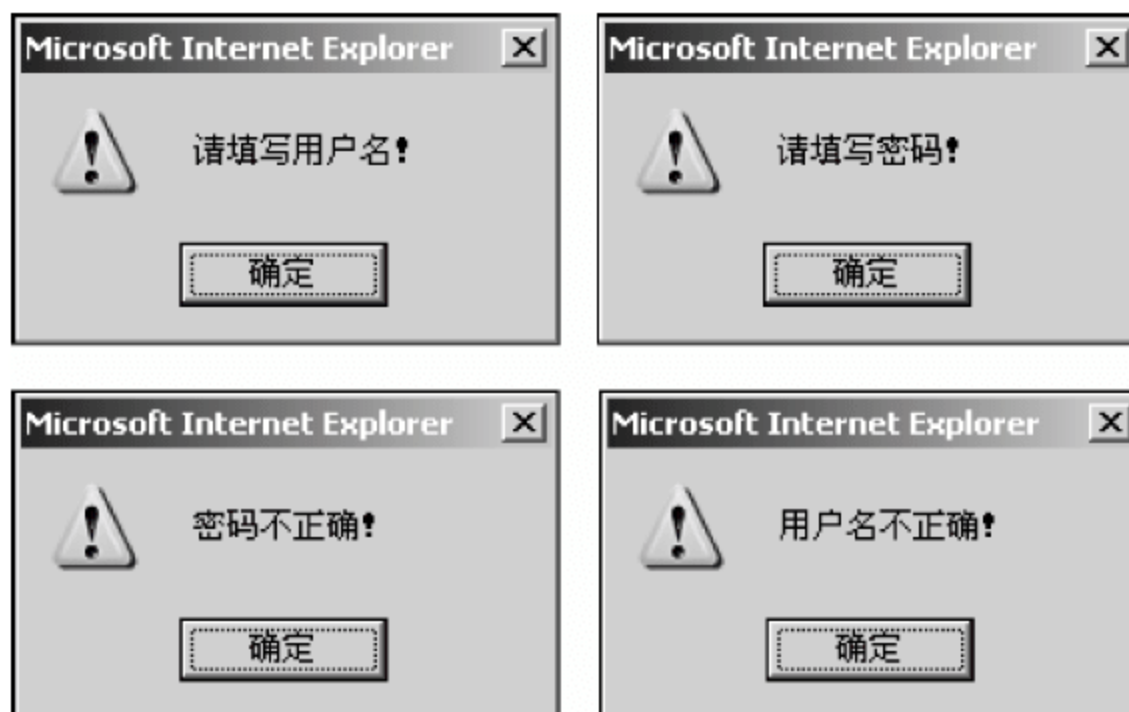 Microsoft Internet Explorer
请填写用户名!
确定
Microsoft Internet Explorer
请填写密码!
确定
Microsoft Internet Explorer
密码不正确!
确定
Microsoft Internet Explorer
用户名不正确!
确定